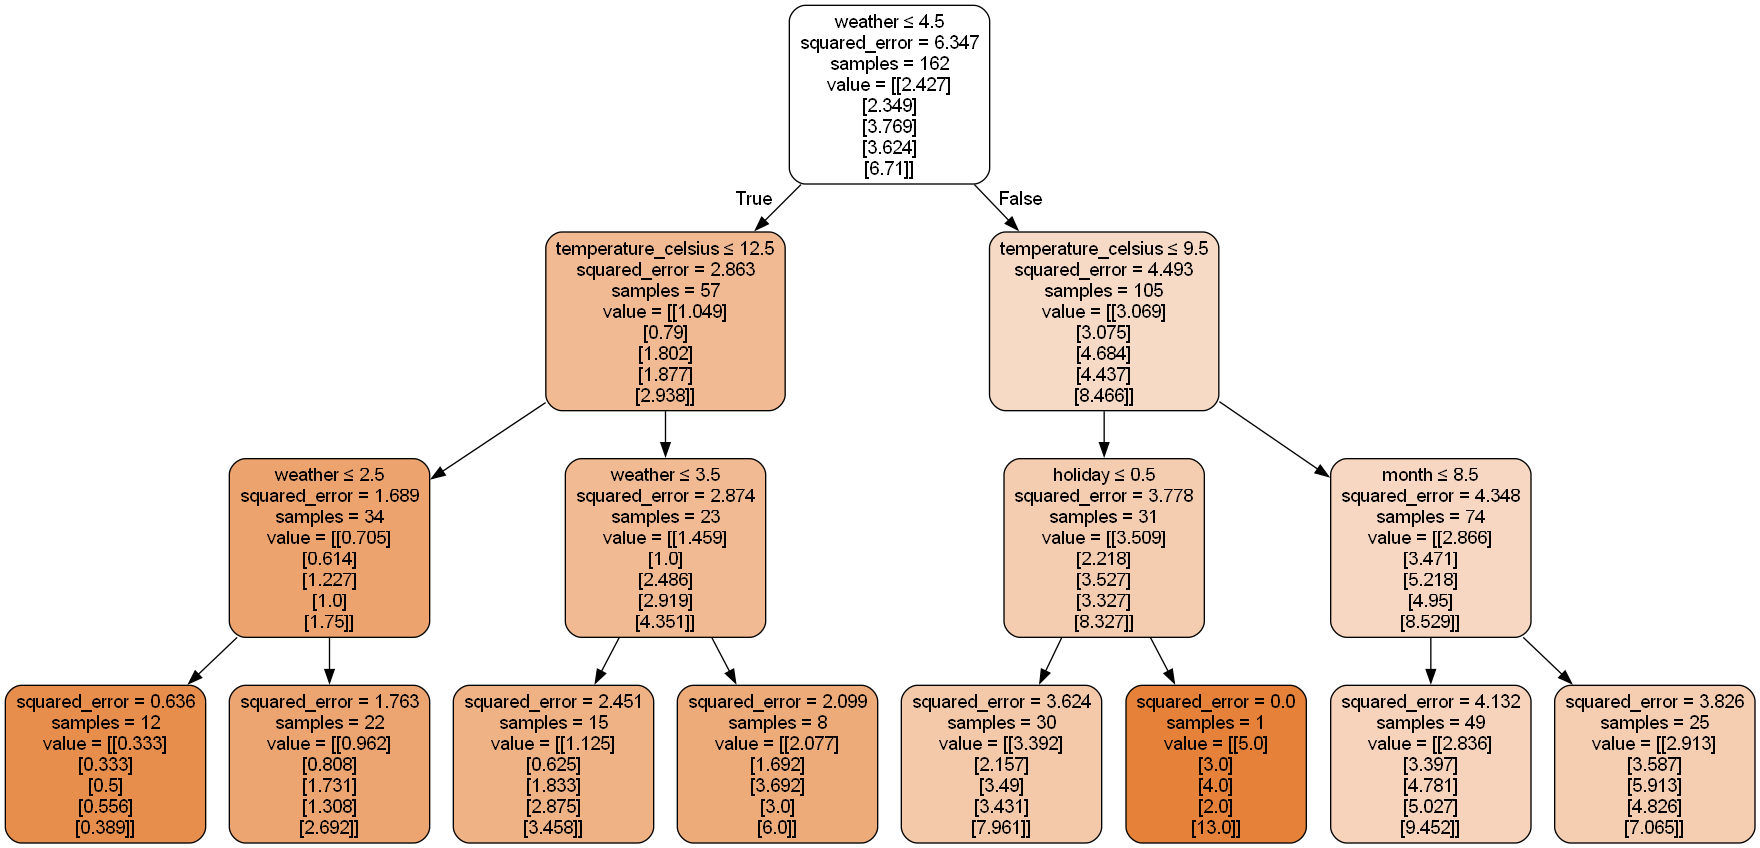 weather ≤ 4.5
squared_error = 6.347
samples = 162
value = [[2.427]
[2.349]
[3.769]
[3.624]
[6.71]]
True
False
temperature_celsius ≤ 12.5
squared_error = 2.863
samples = 57
value = [[1.049]
[0.79]
[1.802]
[1.877]
[2.938]]
temperature_celsius ≤ 9.5
squared_error = 4.493
samples = 105
value = [[3.069]
[3.075]
[4.684]
[4.437]
[8.466]]
weather ≤ 2.5
squared_error = 1.689
samples = 34
value = [[0.705]
[0.614]
[1.227]
[1.0]
[1.75]]
weather ≤ 3.5
squared_error = 2.874
samples = 23
value = [[1.459]
[1.0]
[2.486]
[2.919]
[4.351]]
holiday ≤ 0.5
squared_error = 3.778
samples = 31
value = [[3.509]
[2.218]
[3.527]
[3.327]
[8.327]]
month ≤ 8.5
squared_error = 4.348
samples = 74
value = [[2.866]
[3.471]
[5.218]
[4.95]
[8.529]]
squared_error = 0.636
samples = 12
value = [[0.333]
[0.333]
[0.5]
[0.556]
[0.389]]
squared_error = 1.763
samples = 22
value = [[0.962]
[0.808]
[1.731]
[1.308]
[2.692]]
squared_error = 2.451
samples = 15
value = [[1.125]
[0.625]
[1.833]
[2.875]
[3.458]]
squared_error = 2.099
samples = 8
value = [[2.077]
[1.692]
[3.692]
[3.0]
[6.0]]
squared_error = 3.624
samples = 30
value = [[3.392]
[2.157]
[3.49]
[3.431]
[7.961]]
squared_error = 0.0
samples = 1
value = [[5.0]
[3.0]
[4.0]
[2.0]
[13.0]]
squared_error = 4.132
samples = 49
value = [[2.836]
[3.397]
[4.781]
[5.027]
[9.452]]
squared_error = 3.826
samples = 25
value = [[2.913]
[3.587]
[5.913]
[4.826]
[7.065]]